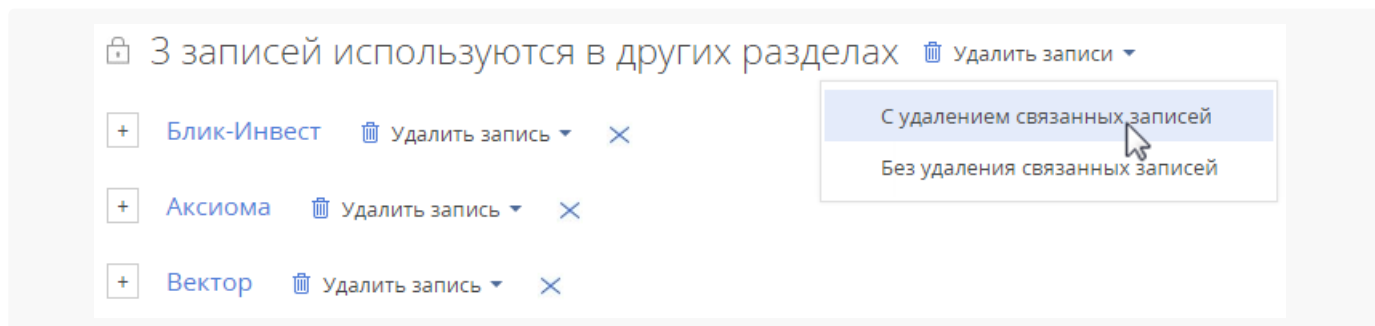 3 записей используются в других разделах Удалить записи
С удалением связанных записей
Без удаления связанных записей
+ Блик-Инвест Удалить запись
+ Аксиома Удалить запись
+ Вектор Удалить запись